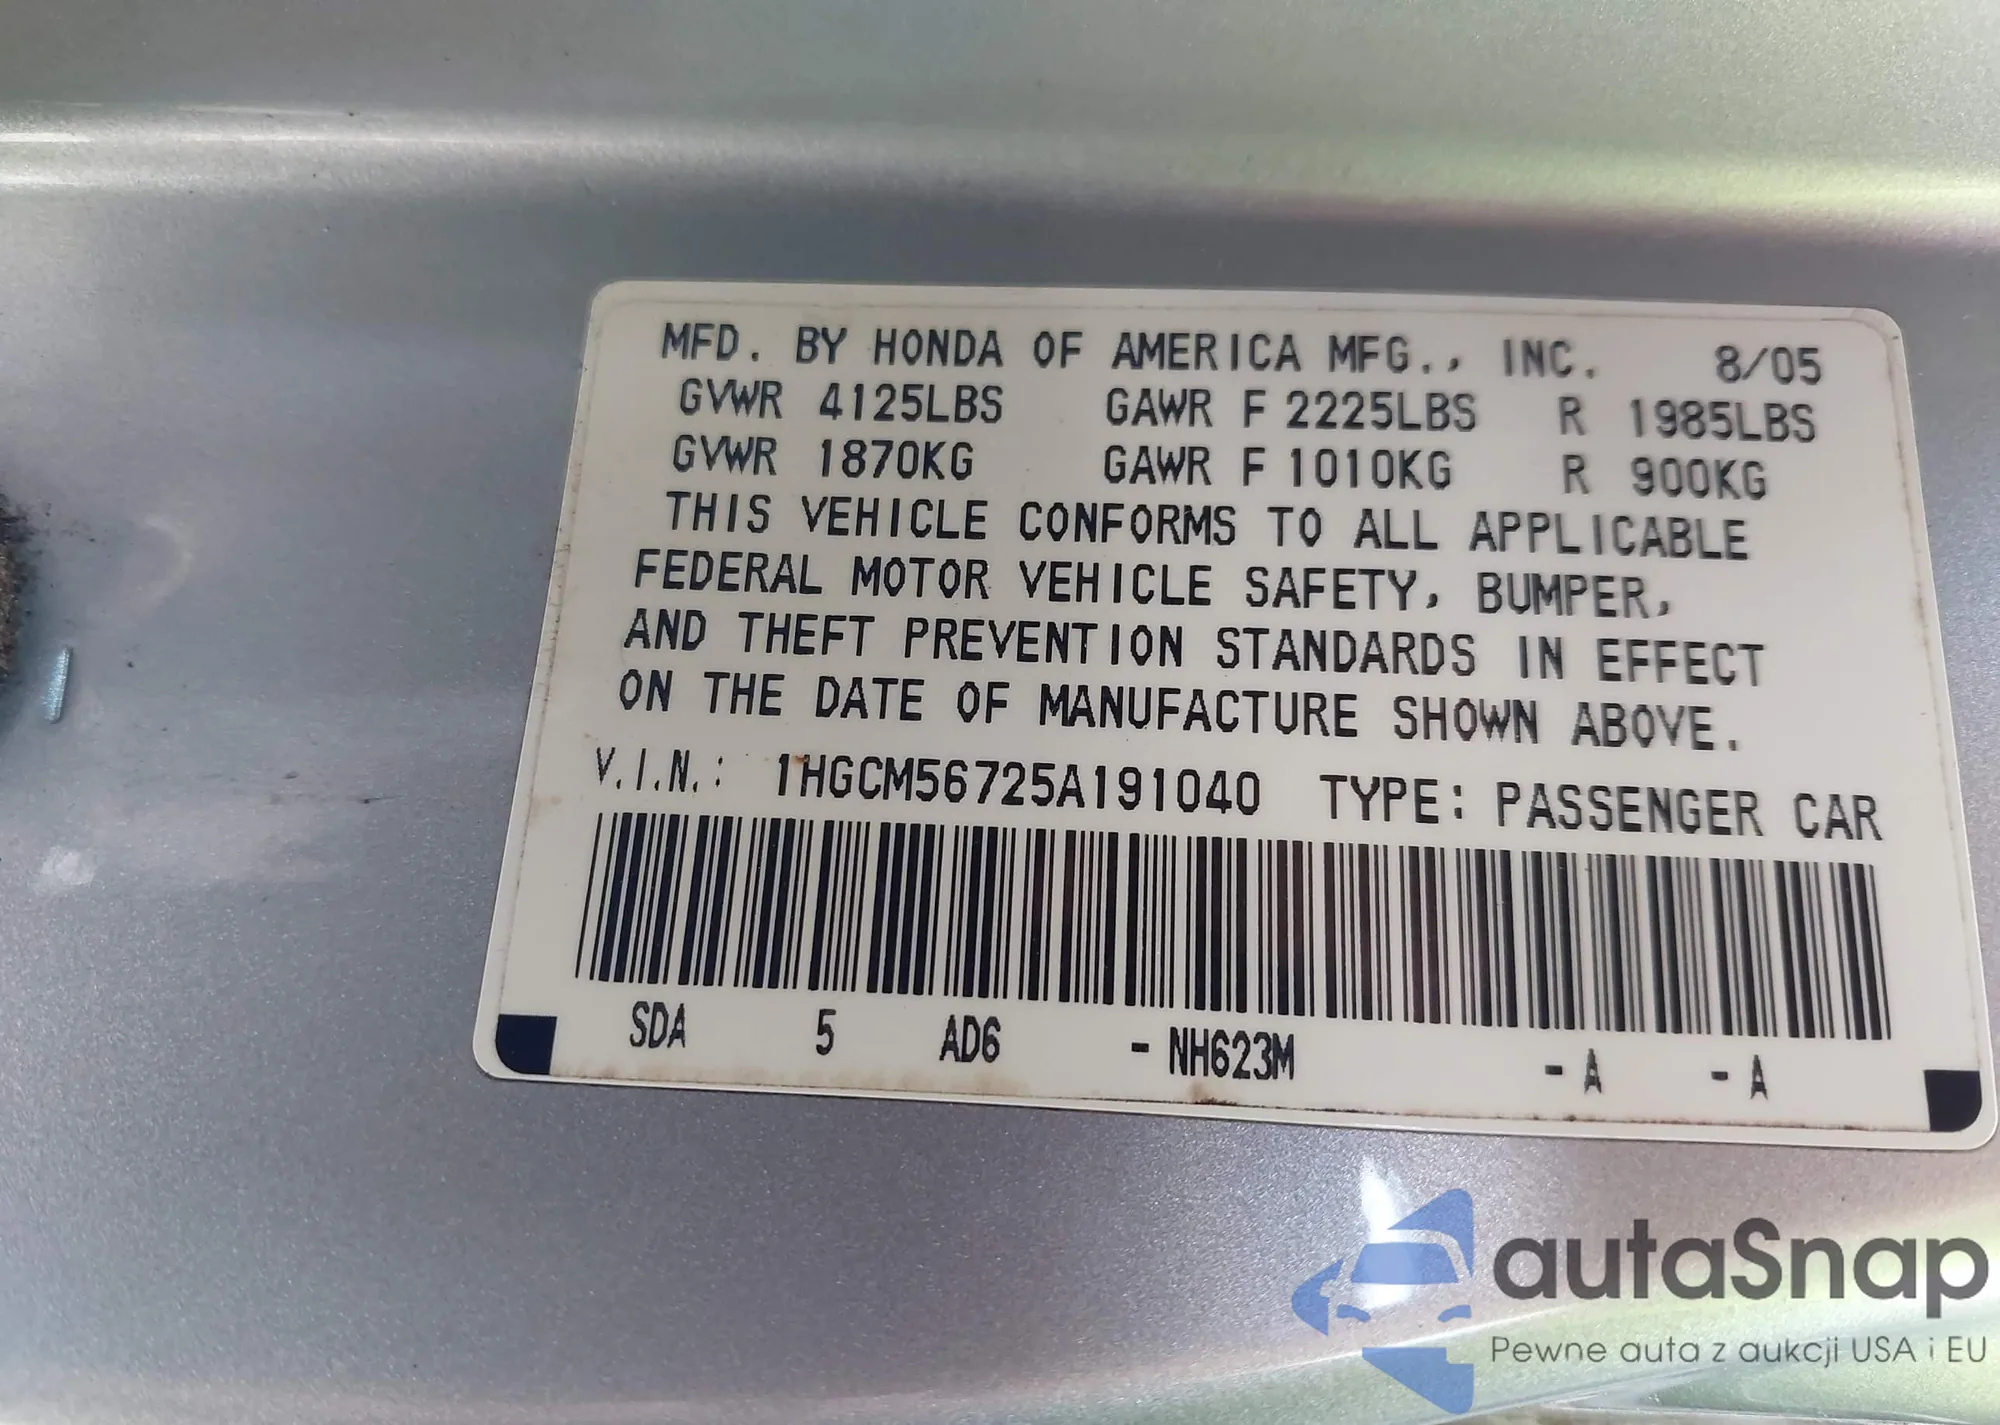 MFD. BY HONDA OF AMERICA MFG., INC. 8/05
GVWR 4125LBS GAWR F 2225LBS R 1985LBS
GVWR 1870KG GAWR F 1010KG R 900KG
THIS VEHICLE CONFORMS TO ALL APPLICABLE
FEDERAL MOTOR VEHICLE SAFETY, BUMPER,
AND THEFT PREVENTION STANDARDS IN EFFECT
ON THE DATE OF MANUFACTURE SHOWN ABOVE.
V.I.N.: 1HGCM56725A191040 TYPE: PASSENGER CAR
SDA 5 AD6 - NH623M - A - A
autaSnap
Pewne auta z aukcji USA i EU